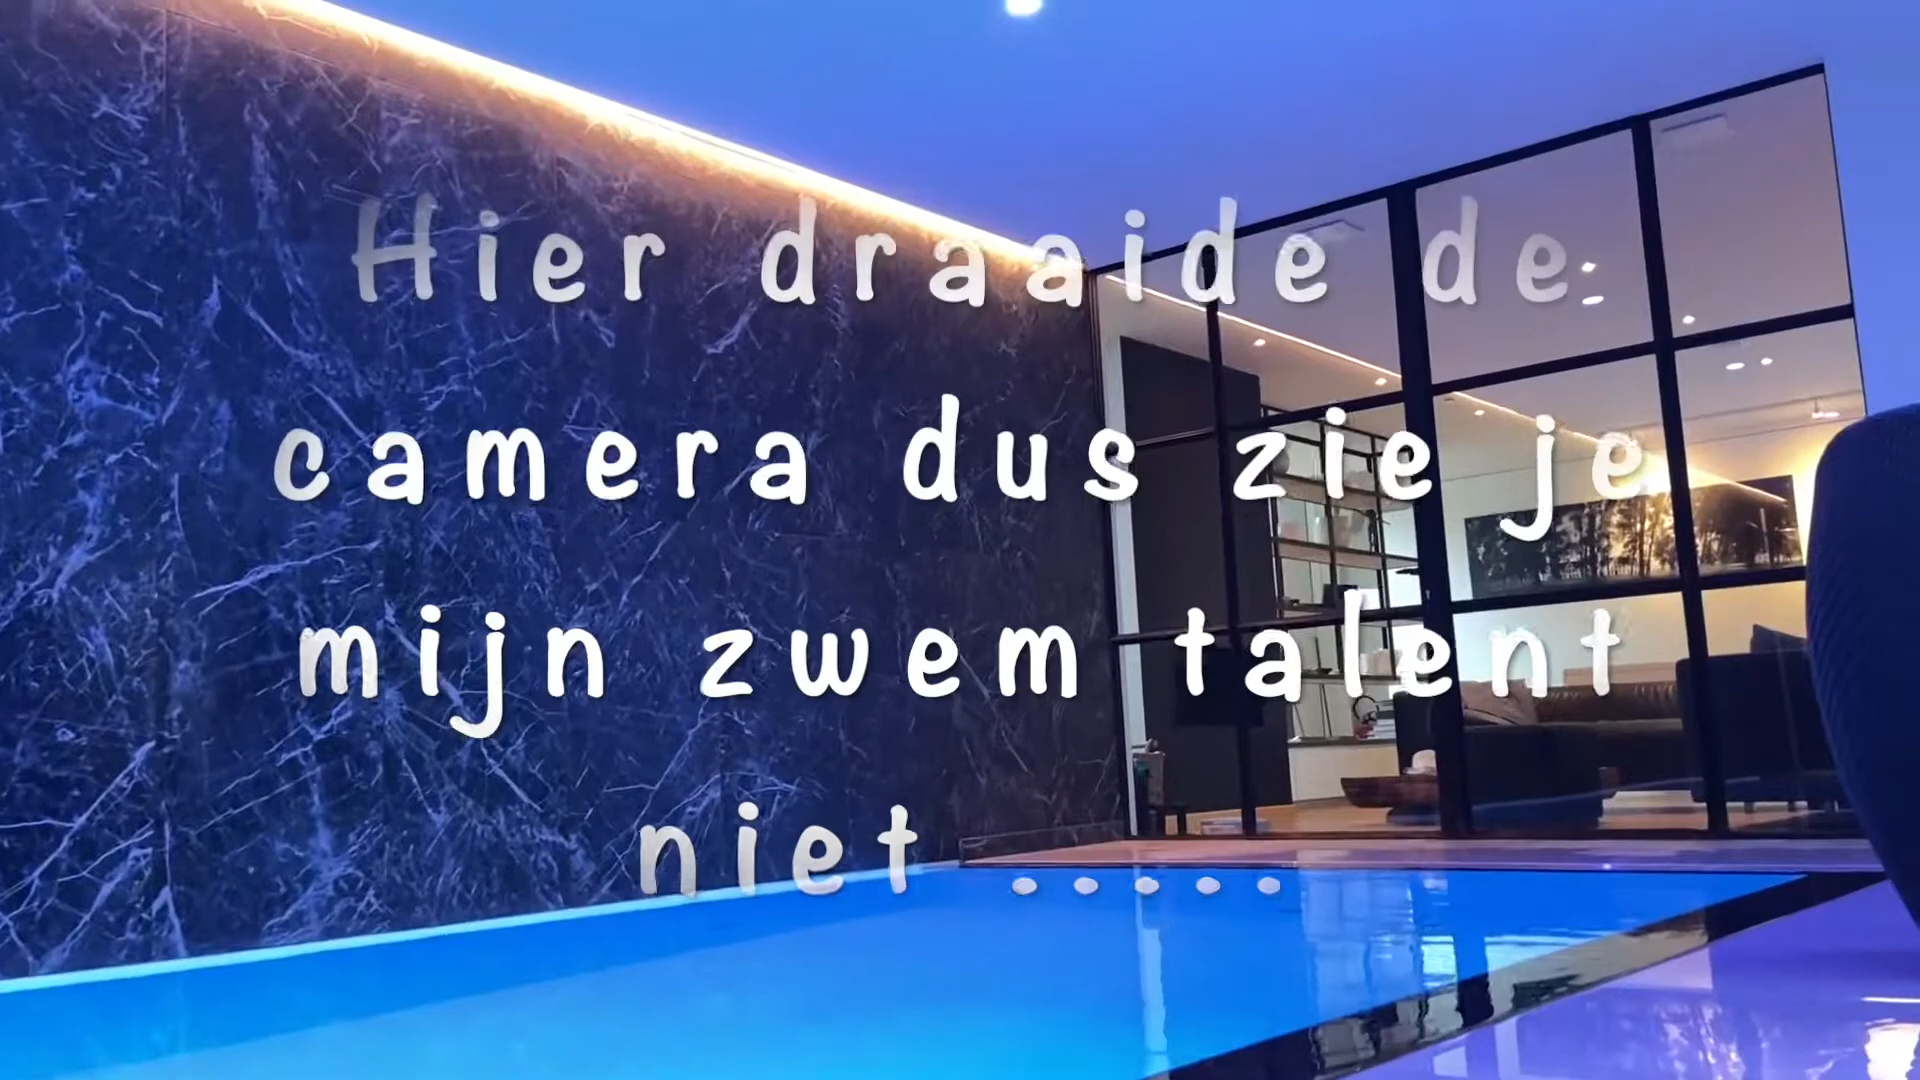 Hier draaide de
camera dus zie je
mijn zwem talent
niet .....